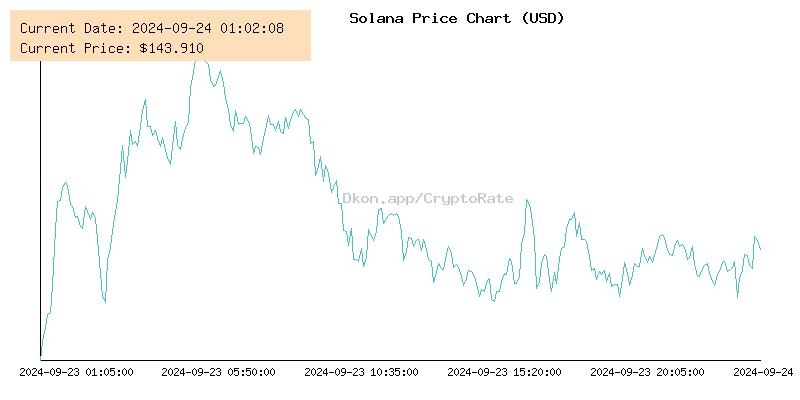 Solana Price Chart (USD)
Current Date: 2024-09-24 01:02:08
Current Price: $143.910
Dkon.app/CryptoRate
2024-09-23 01:05:00
2024-09-23 05:50:00
2024-09-23 10:35:00
2024-09-23 15:20:00
2024-09-23 20:05:00
2024-09-24